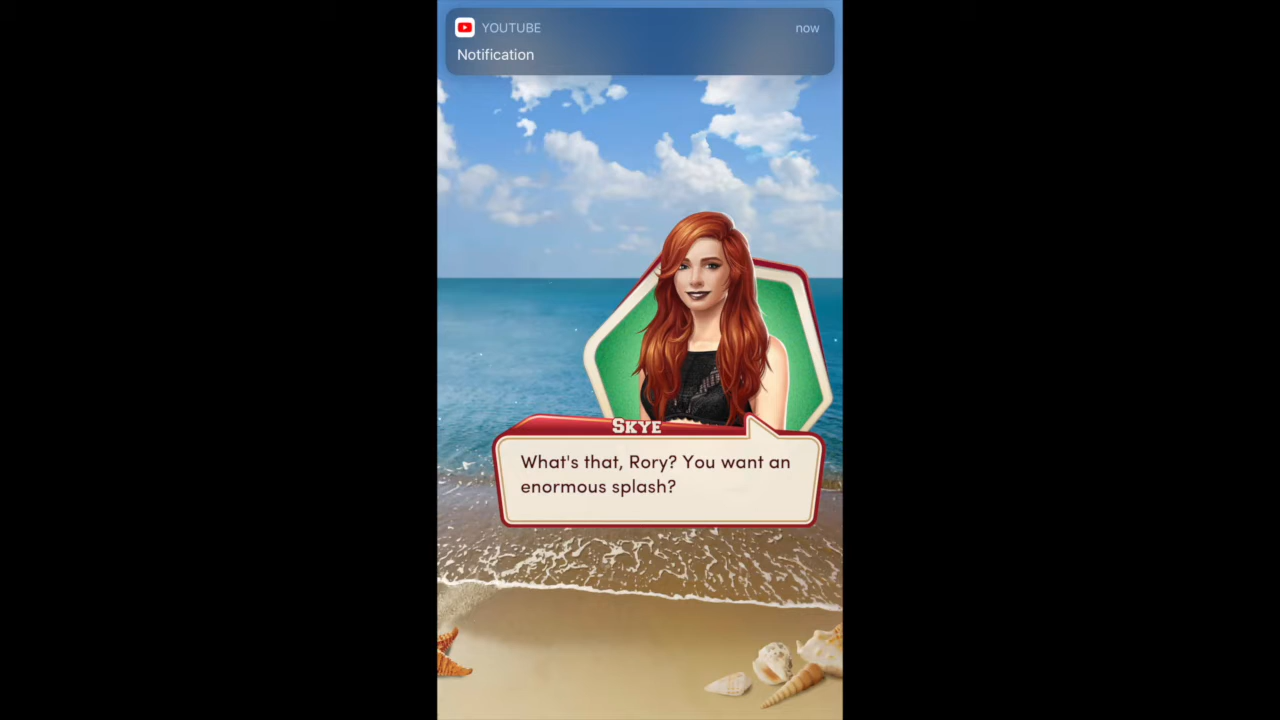 YOUTUBE now
Notification
Skye
What's that, Rory? You want an
enormous splash?